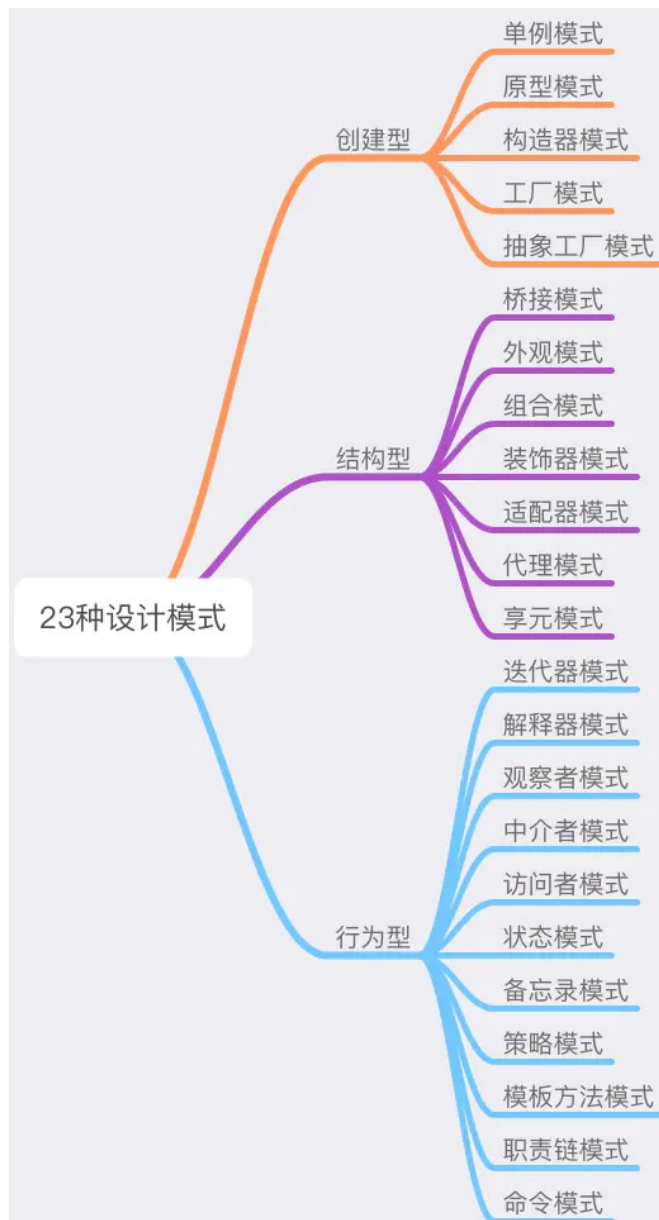 23种设计模式
创建型
单例模式
原型模式
构造器模式
工厂模式
抽象工厂模式
结构型
桥接模式
外观模式
组合模式
装饰器模式
适配器模式
代理模式
享元模式
行为型
迭代器模式
解释器模式
观察者模式
中介者模式
访问者模式
状态模式
备忘录模式
策略模式
模板方法模式
职责链模式
命令模式